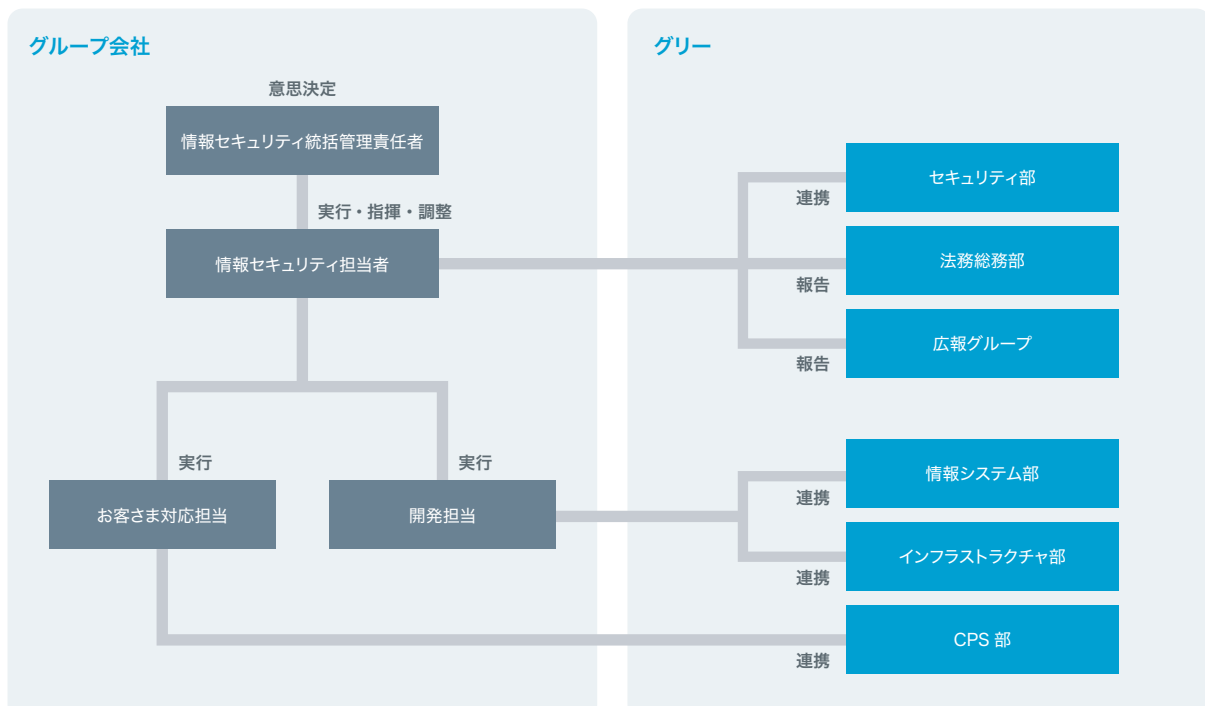 グループ会社
意思決定
情報セキュリティ統括管理責任者
実行・指揮・調整
情報セキュリティ担当者
実行
お客さま対応担当
実行
開発担当
グリー
セキュリティ部
連携
法務総務部
報告
広報グループ
報告
情報システム部
連携
インフラストラクチャ部
連携
CPS 部
連携